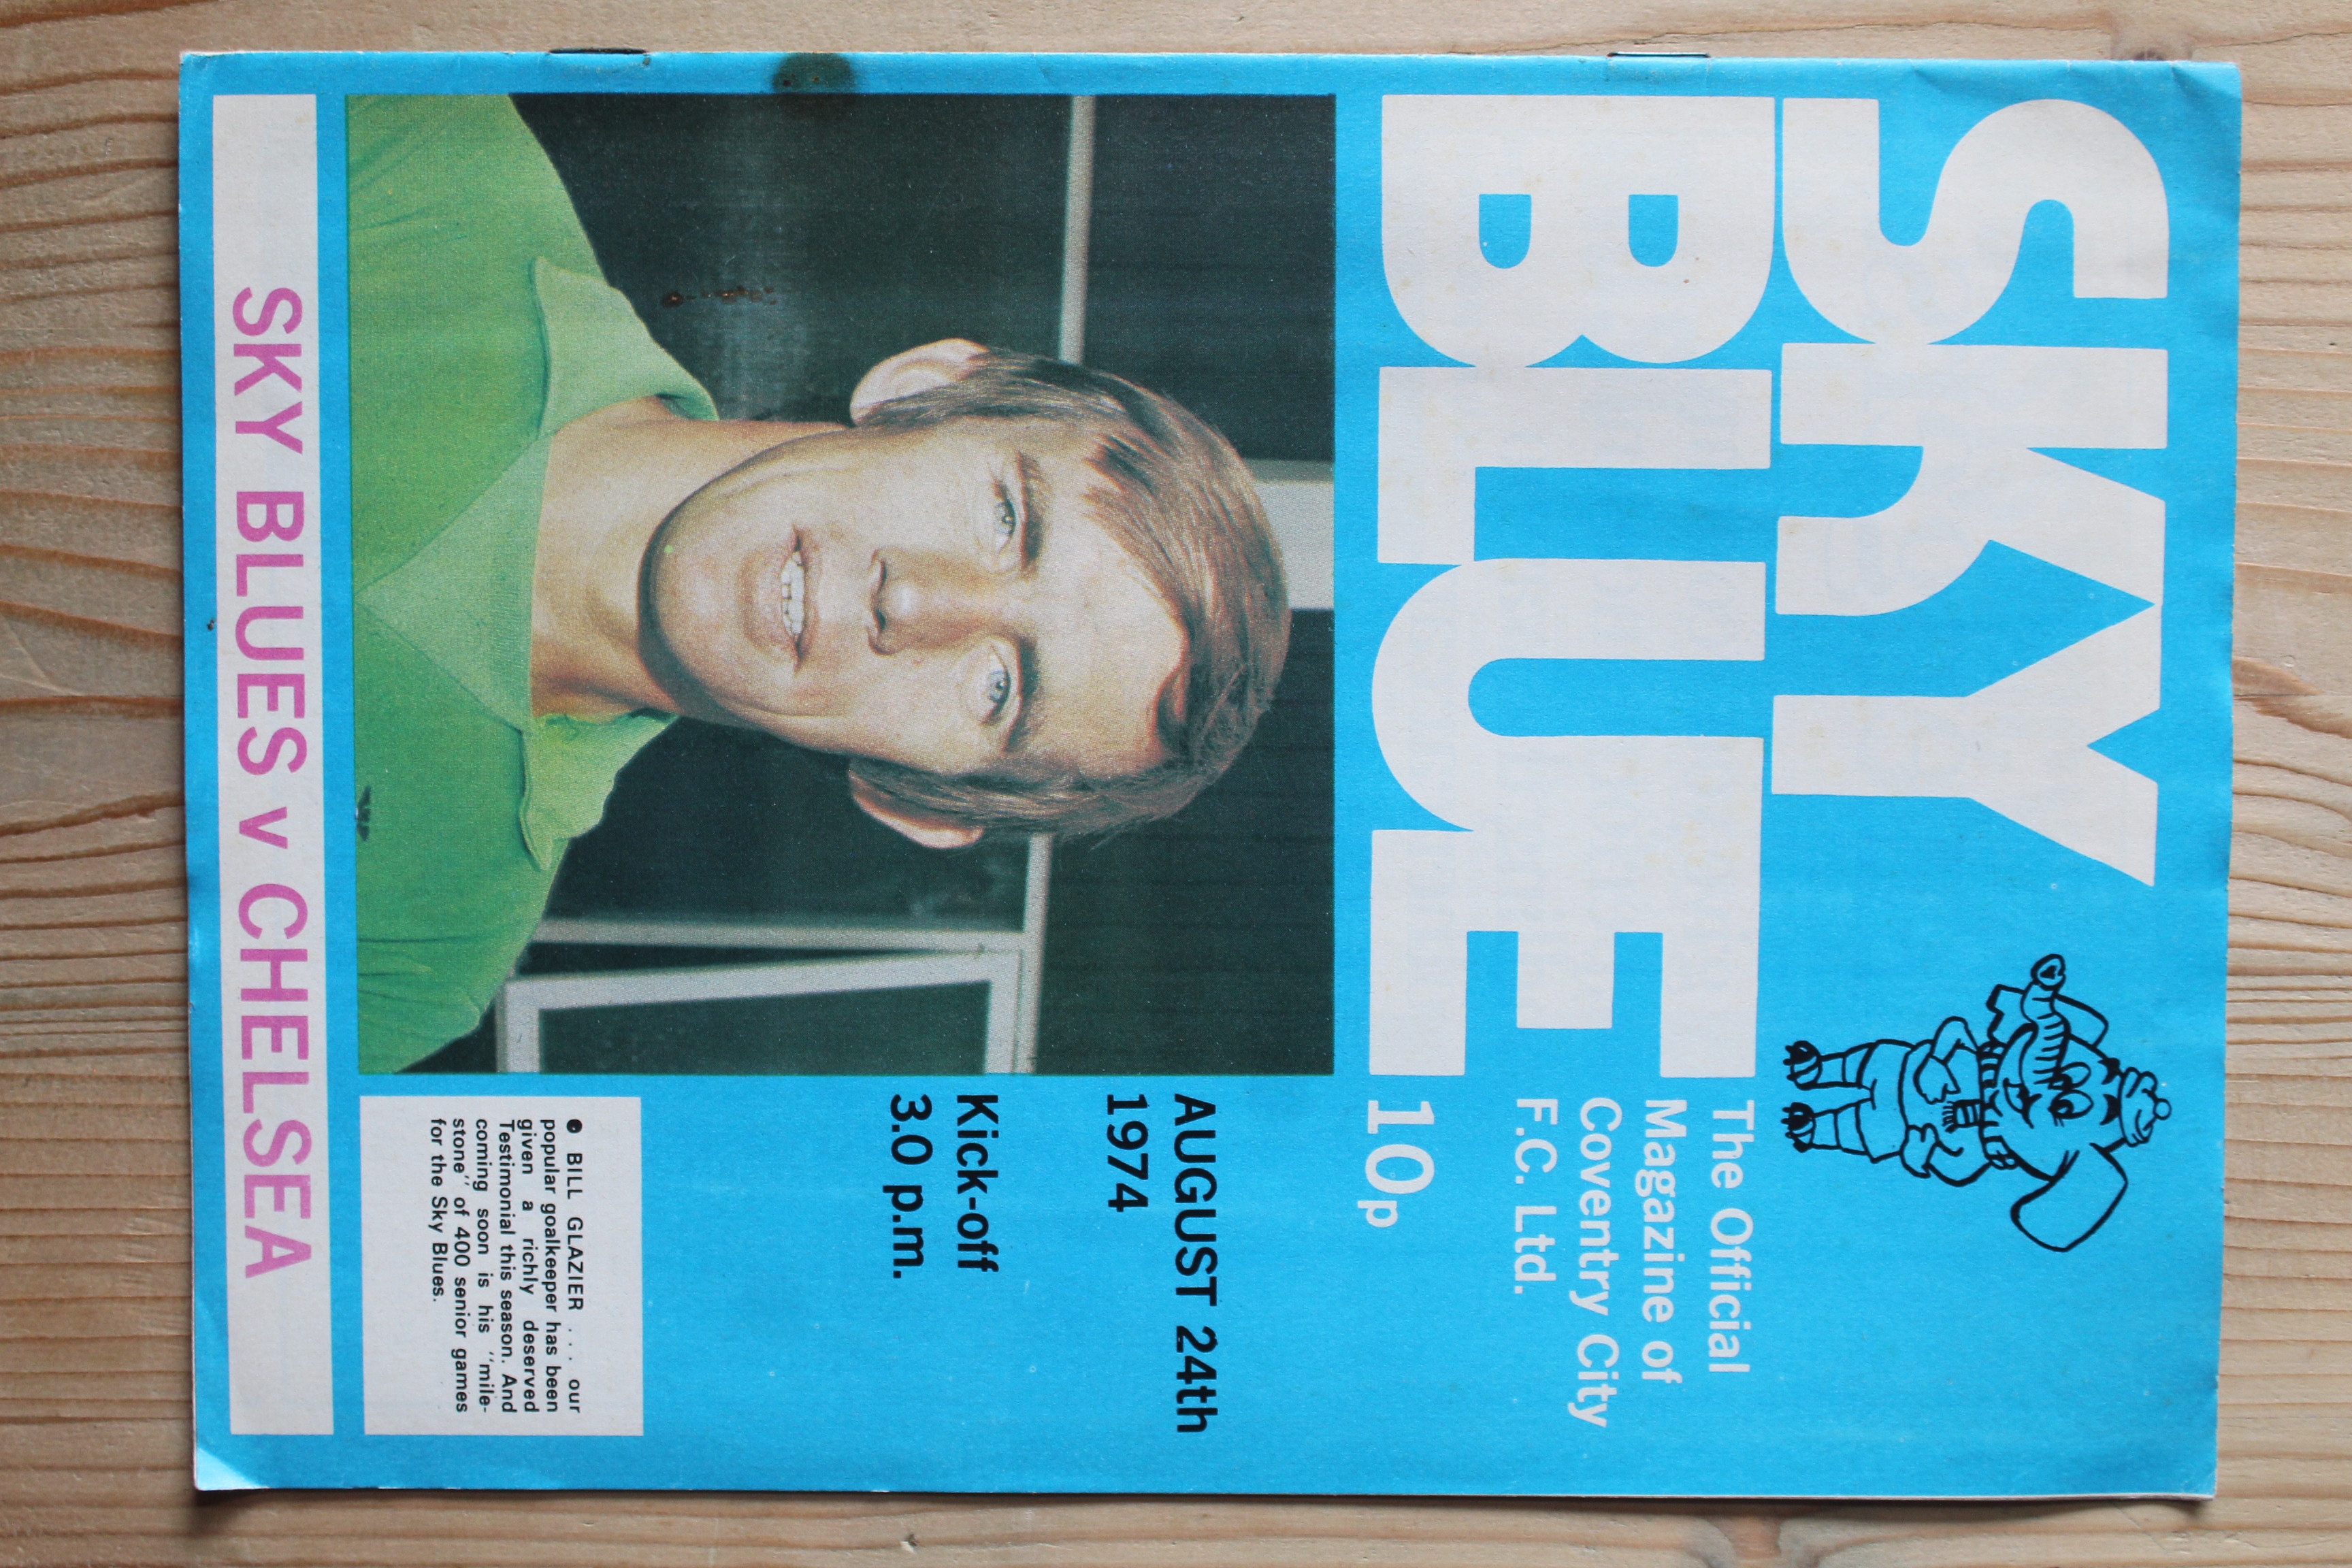 SKY
BLUE
The Official
Magazine of
Coventry City
F.C. Ltd.
10p
AUGUST 24th
1974
Kick-off
3.0 p.m.
● BILL GLAZIER . . . our
popular goalkeeper has been
given a richly deserved
Testimonial this season. And
coming soon is his "mile-
stone" of 400 senior games
for the Sky Blues.
SKY BLUES v CHELSEA